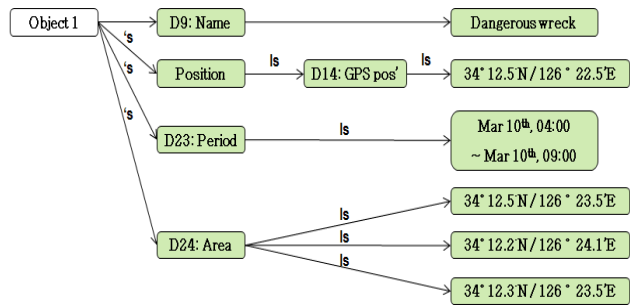 Object 1
D9: Name
Dangerous wreck
's
's
's
Position
Is
D14: GPS pos'
Is
34° 12.5'N / 126 ° 22.5'E
D23: Period
Is
Mar 10th, 04:00
~ Mar 10th, 09:00
D24: Area
Is
Is
Is
34° 12.5'N / 126 ° 23.5'E
34° 12.2'N / 126 ° 24.1'E
34° 12.3'N / 126 ° 23.5'E